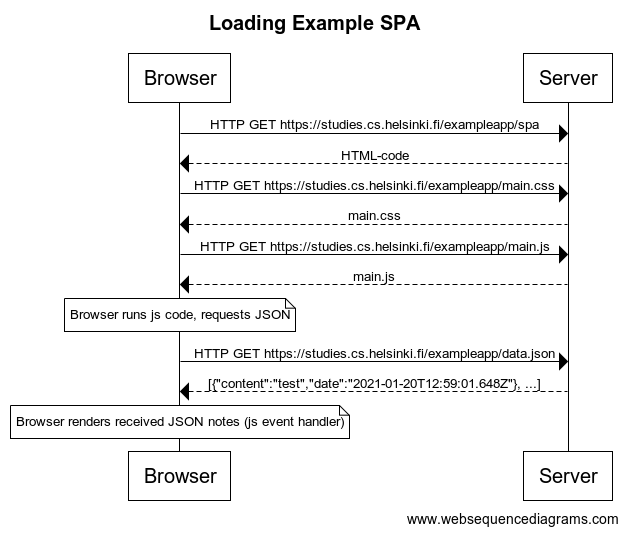 Loading Example SPA
Browser
Server
HTTP GET https://studies.cs.helsinki.fi/exampleapp/spa
HTML-code
HTTP GET https://studies.cs.helsinki.fi/exampleapp/main.css
main.css
HTTP GET https://studies.cs.helsinki.fi/exampleapp/main.js
main.js
Browser runs js code, requests JSON
HTTP GET https://studies.cs.helsinki.fi/exampleapp/data.json
[{"content":"test","date":"2021-01-20T12:59:01.648Z"}, ...]
Browser renders received JSON notes (js event handler)
Browser
Server
www.websequencediagrams.com